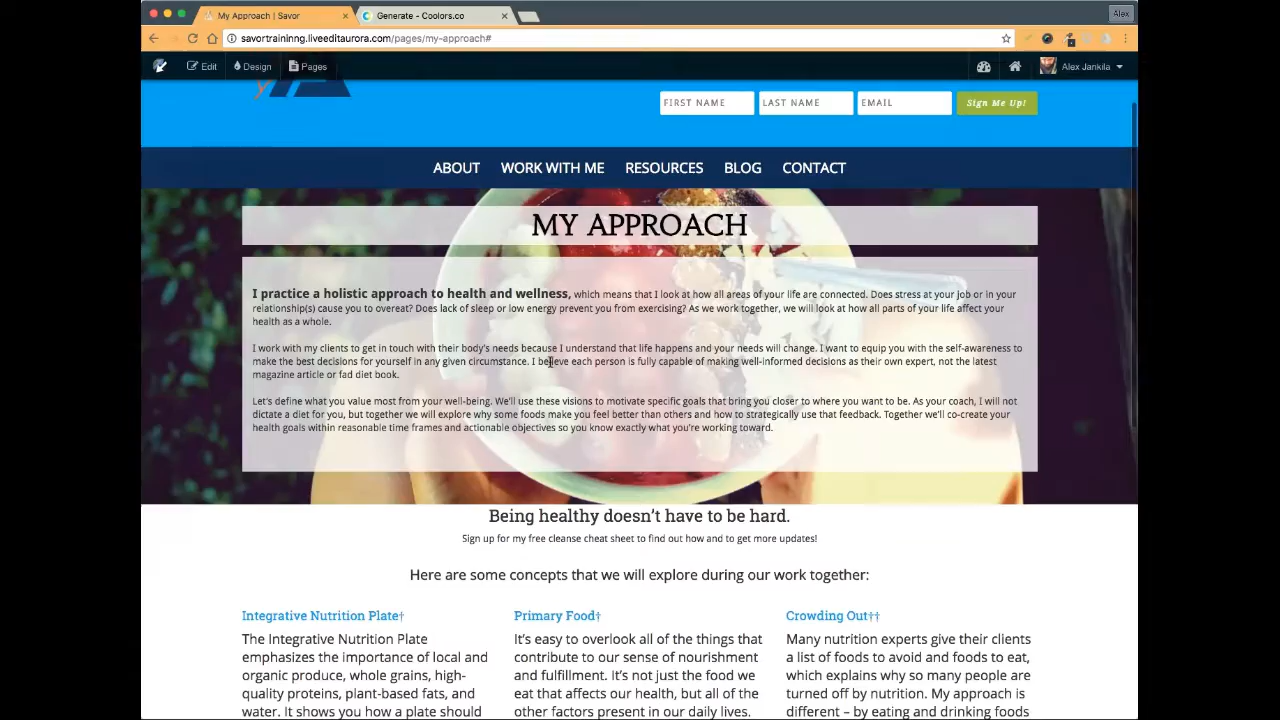 My Approach | Savor
Generate - Coolors.co
Alex
savortraininng.liveeditaurora.com/pages/my-approach#
Edit
Design
Pages
Alex Jankila
FIRST NAME
LAST NAME
EMAIL
Sign Me Up!
ABOUT
WORK WITH ME
RESOURCES
BLOG
CONTACT
MY APPROACH
I practice a holistic approach to health and wellness, which means that I look at how all areas of your life are connected. Does stress at your job or in your
relationship(s) cause you to overeat? Does lack of sleep or low energy prevent you from exercising? As we work together, we will look at how all parts of your life affect your
health as a whole.
I work with my clients to get in touch with their body's needs because I understand that life happens and your needs will change. I want to equip you with the self-awareness to
make the best decisions for yourself in any given circumstance. I believe each person is fully capable of making well-informed decisions as their own expert, not the latest
magazine article or fad diet book.
Let's define what you value most from your well-being. We'll use these visions to motivate specific goals that bring you closer to where you want to be. As your coach, I will not
dictate a diet for you, but together we will explore why some foods make you feel better than others and how to strategically use that feedback. Together we'll co-create your
health goals within reasonable time frames and actionable objectives so you know exactly what you're working toward.
Being healthy doesn't have to be hard.
Sign up for my free cleanse cheat sheet to find out how and to get more updates!
Here are some concepts that we will explore during our work together:
Integrative Nutrition Plate†
The Integrative Nutrition Plate
emphasizes the importance of local and
organic produce, whole grains, high-
quality proteins, plant-based fats, and
water. It shows you how a plate should
Primary Food†
It's easy to overlook all of the things that
contribute to our sense of nourishment
and fulfillment. It's not just the food we
eat that affects our health, but all of the
other factors present in our daily lives.
Crowding Out††
Many nutrition experts give their clients
a list of foods to avoid and foods to eat,
which explains why so many people are
turned off by nutrition. My approach is
different – by eating and drinking foods